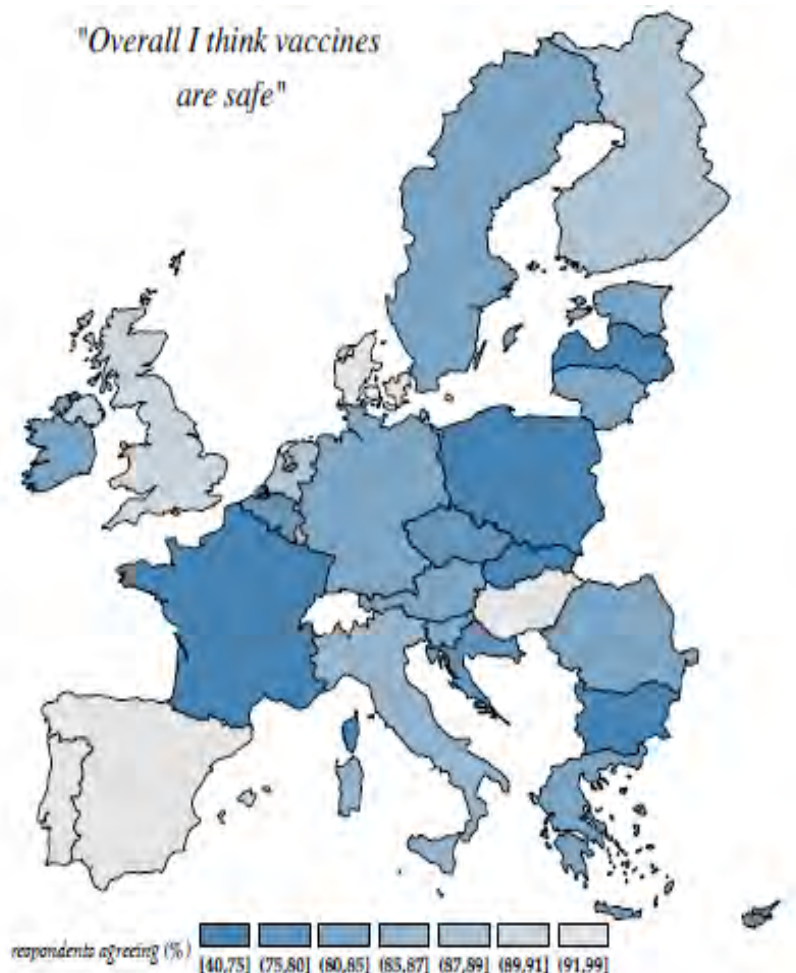 "Overall I think vaccines
are safe"
respondents agreeing (%)
[40,75] (75,80] (80,85] (85,87] (87,89] (89,91] (91,99]